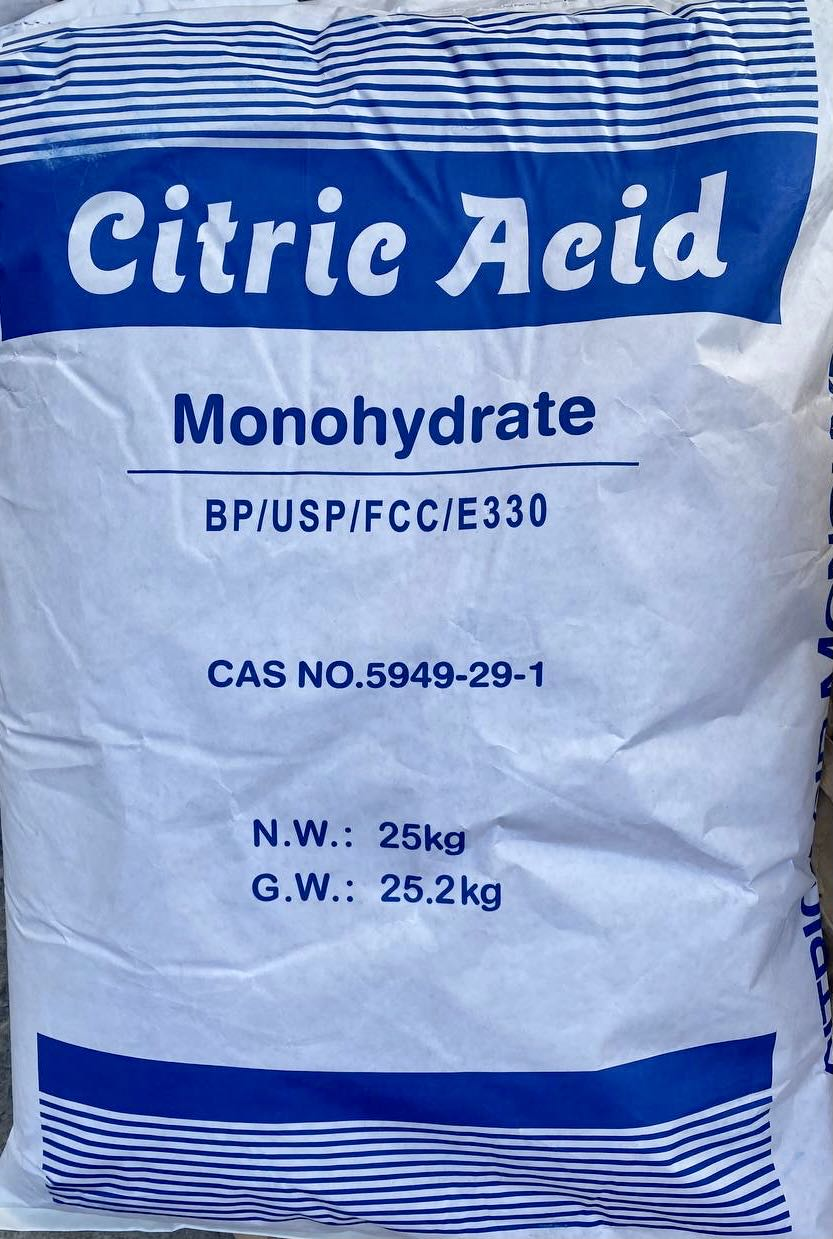 Citric Acid
Monohydrate
BP/USP/FCC/E330
CAS NO.5949-29-1
N.W.: 25kg
G.W.: 25.2kg